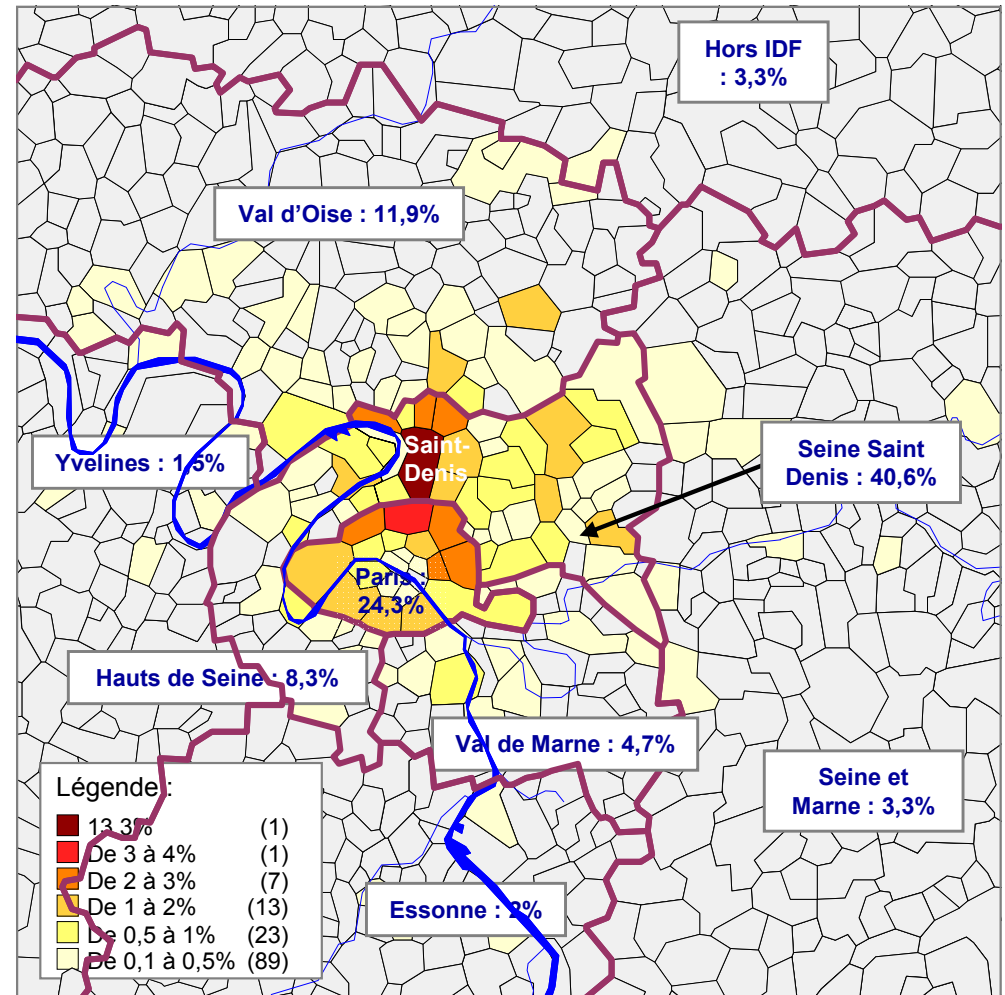 Hors IDF
: 3,3%
Val d'Oise : 11,9%
Saint-
Denis
Yvelines : 1,5%
Seine Saint
Denis : 40,6%
Paris :
24,3%
Hauts de Seine : 8,3%
Val de Marne : 4,7%
Seine et
Marne : 3,3%
Essonne : 2%
Légende :
13,3% (1)
De 3 à 4% (1)
De 2 à 3% (7)
De 1 à 2% (13)
De 0,5 à 1% (23)
De 0,1 à 0,5% (89)